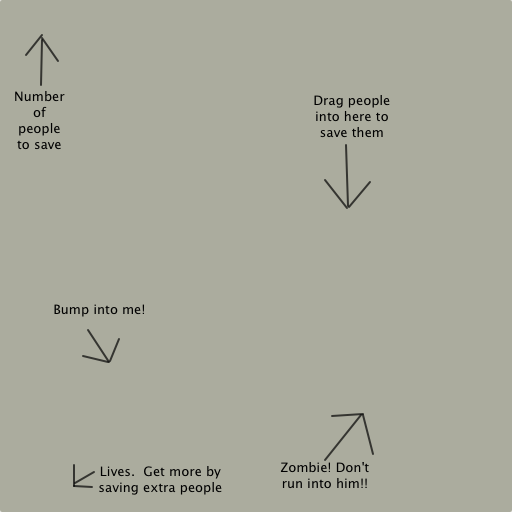 Number
of
people
to save
Drag people
into here to
save them
Bump into me!
Lives.  Get more by
saving extra people
Zombie! Don't
run into him!!